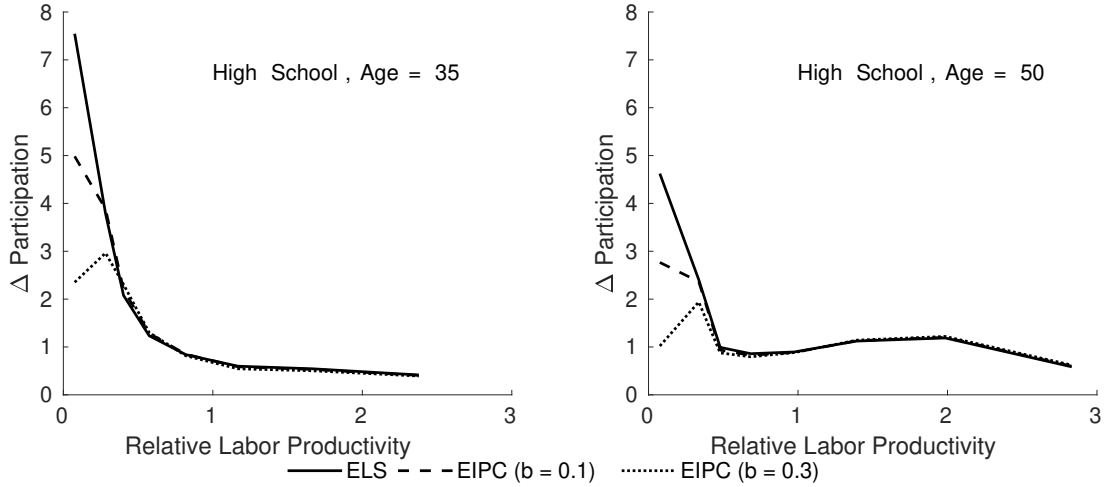 8
7
6
5
4
3
2
1
0
Δ Participation
High School , Age = 35
0 1 2 3
Relative Labor Productivity
8
7
6
5
4
3
2
1
0
Δ Participation
High School , Age = 50
0 1 2 3
Relative Labor Productivity
ELS EIPC (b = 0.1) EIPC (b = 0.3)